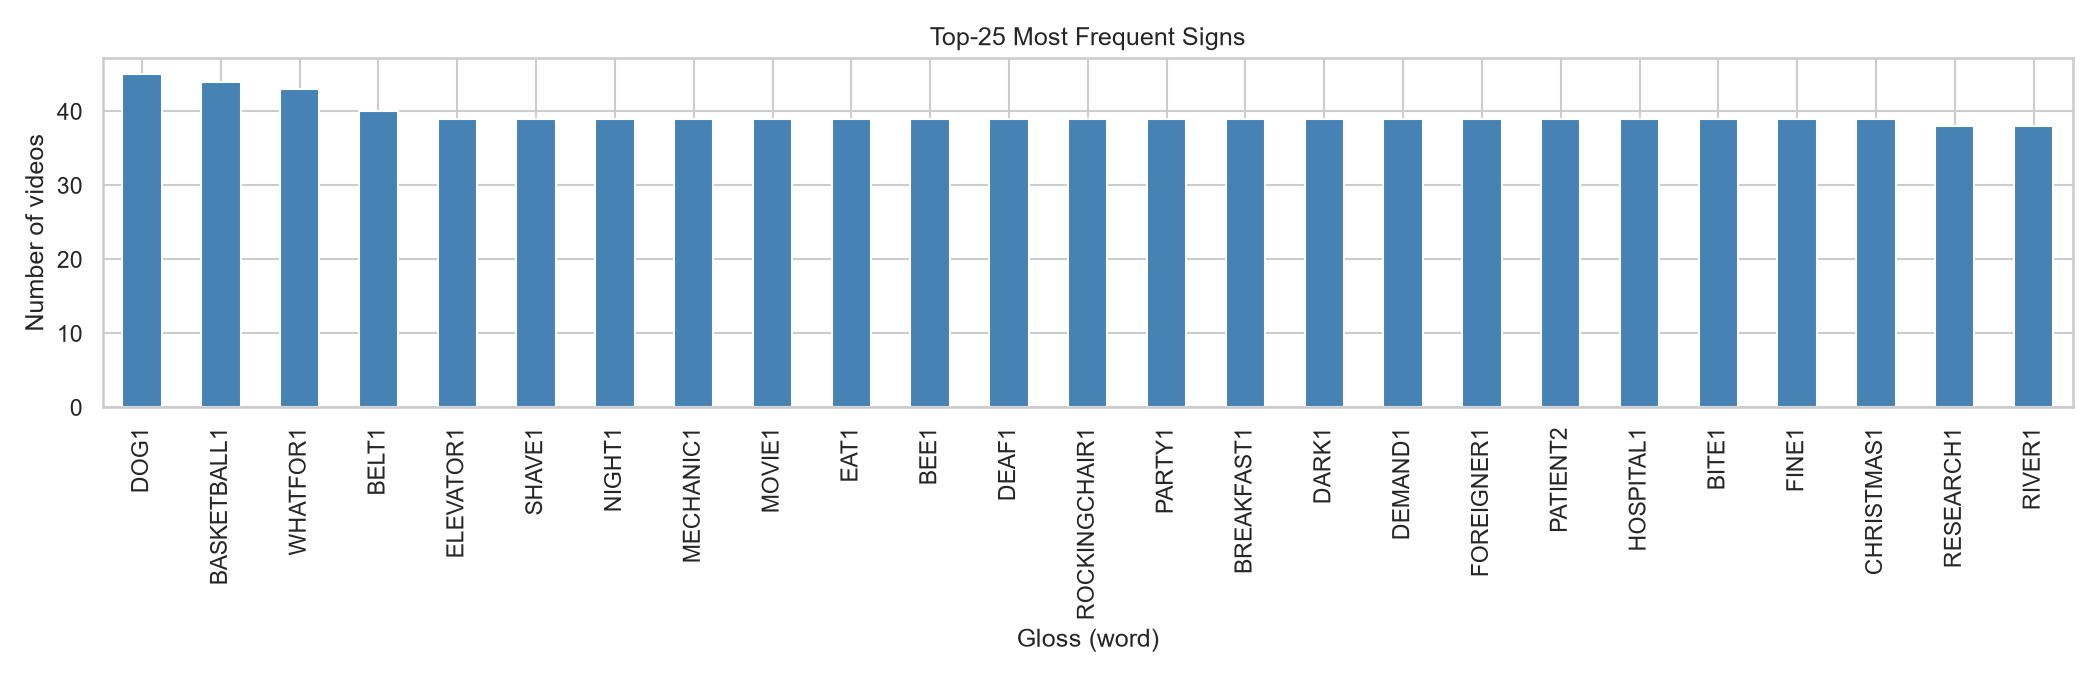 Top-25 Most Frequent Signs
Number of videos
40
30
20
10
0
DOG1
BASKETBALL1
WHATFOR1
BELT1
ELEVATOR1
SHAVE1
NIGHT1
MECHANIC1
MOVIE1
EAT1
BEE1
DEAF1
ROCKINGCHAIR1
PARTY1
BREAKFAST1
DARK1
DEMAND1
FOREIGNER1
PATIENT2
HOSPITAL1
BITE1
FINE1
CHRISTMAS1
RESEARCH1
RIVER1
Gloss (word)